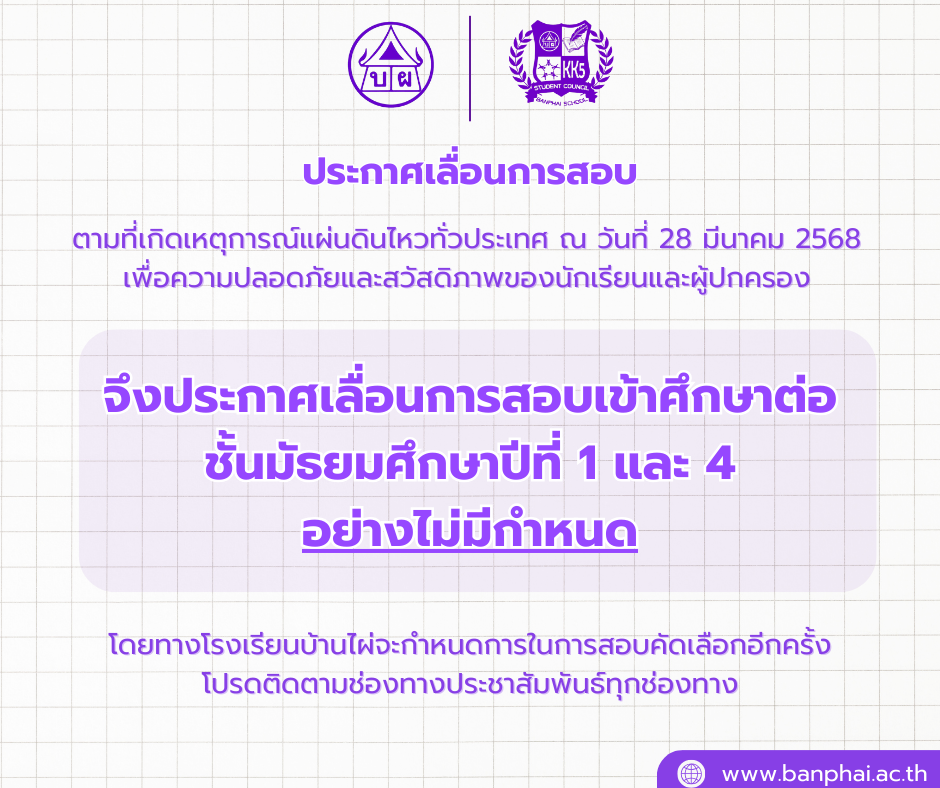 บ ผ
KK5
STUDENT COUNCIL
BANPHAI SCHOOL
ประกาศเลื่อนการสอบ
ตามที่เกิดเหตุการณ์แผ่นดินไหวทั่วประเทศ ณ วันที่ 28 มีนาคม 2568
เพื่อความปลอดภัยและสวัสดิภาพของนักเรียนและผู้ปกครอง
จึงประกาศเลื่อนการสอบเข้าศึกษาต่อ
ชั้นมัธยมศึกษาปีที่ 1 และ 4
อย่างไม่มีกำหนด
โดยทางโรงเรียนบ้านไผ่จะกำหนดการในการสอบคัดเลือกอีกครั้ง
โปรดติดตามช่องทางประชาสัมพันธ์ทุกช่องทาง
www.banphai.ac.th